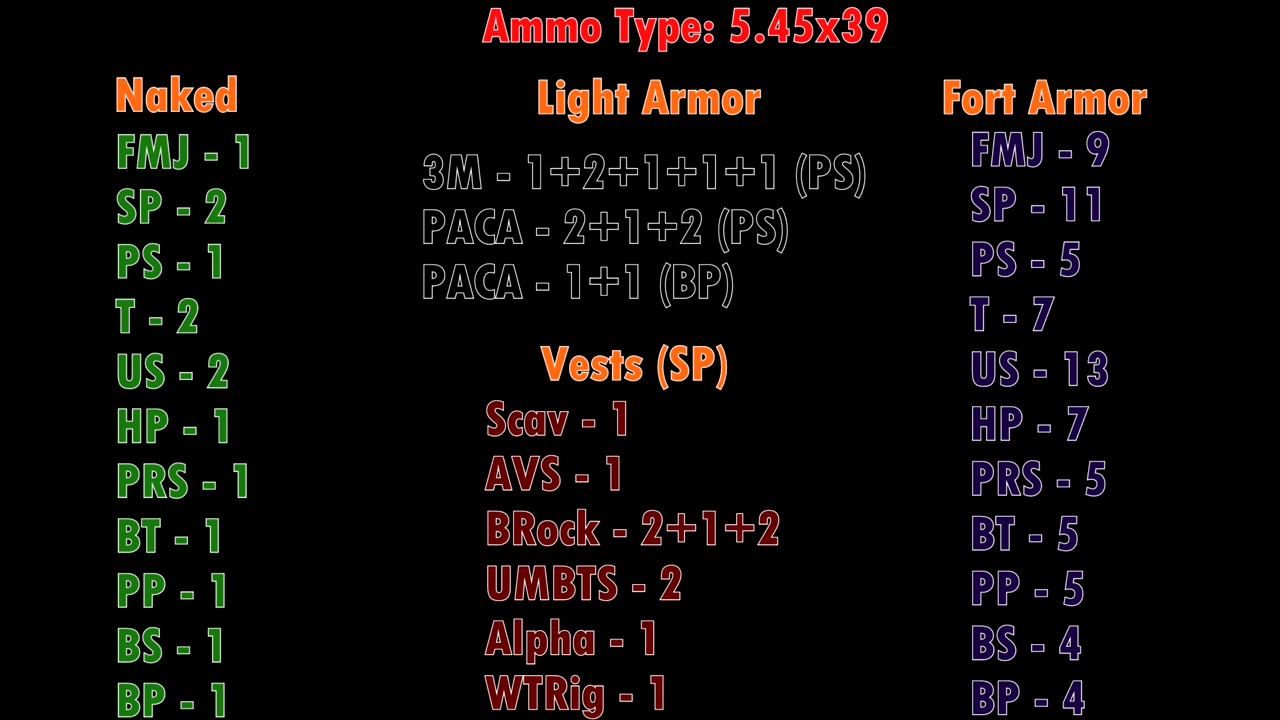 Ammo Type: 5.45x39
Naked
FMJ - 1
SP - 2
PS - 1
T - 2
US - 2
HP - 1
PRS - 1
BT - 1
PP - 1
BS - 1
BP - 1
Light Armor
3M - 1+2+1+1+1 (PS)
PACA - 2+1+2 (PS)
PACA - 1+1 (BP)
Vests (SP)
Scav - 1
AVS - 1
BRock - 2+1+2
UMBTS - 2
Alpha - 1
WTRig - 1
Fort Armor
FMJ - 9
SP - 11
PS - 5
T - 7
US - 13
HP - 7
PRS - 5
BT - 5
PP - 5
BS - 4
BP - 4